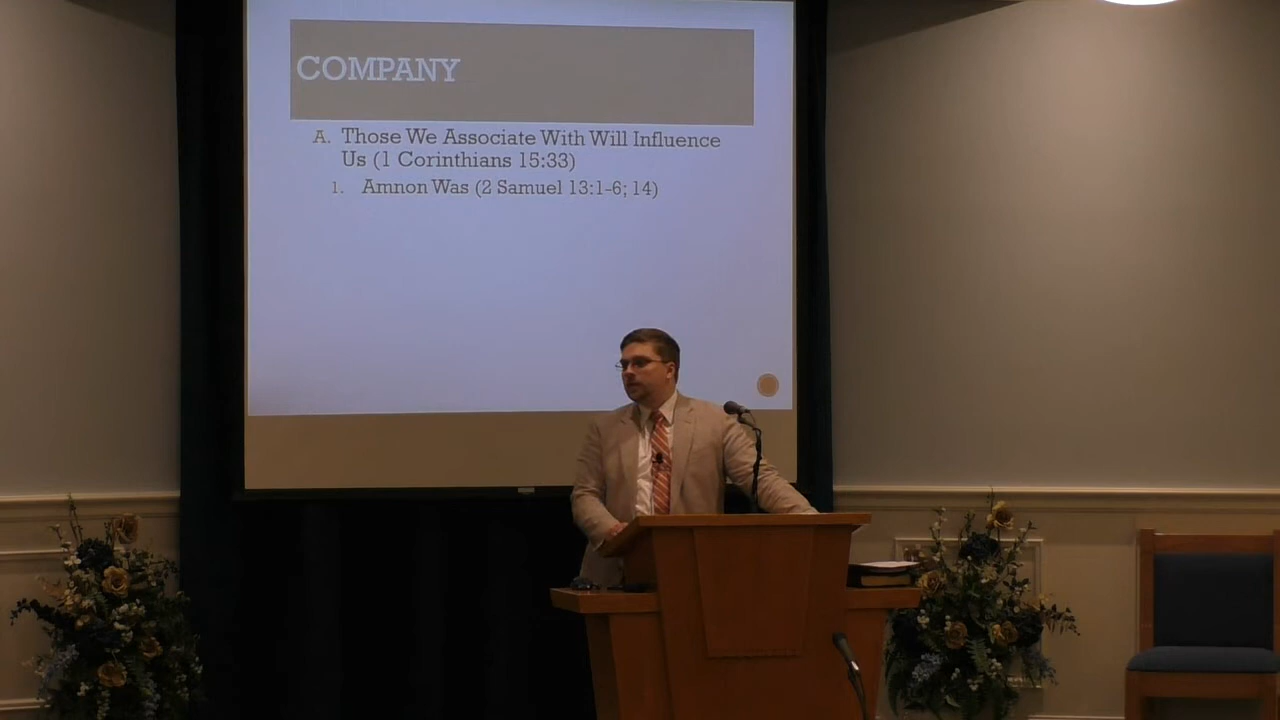 COMPANY
A. Those We Associate With Will Influence
Us (1 Corinthians 15:33)
1. Amnon Was (2 Samuel 13:1-6; 14)